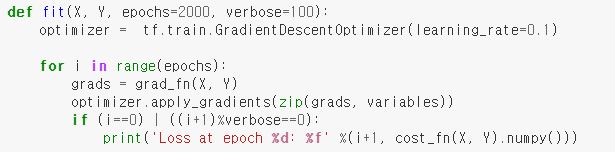 def fit(X, Y, epochs=2000, verbose=100):
    optimizer =  tf.train.GradientDescentOptimizer(learning_rate=0.1)

    for i in range(epochs):
        grads = grad_fn(X, Y)
        optimizer.apply_gradients(zip(grads, variables))
        if (i==0) | ((i+1)%verbose==0):
            print('Loss at epoch %d: %f' %(i+1, cost_fn(X, Y).numpy()))